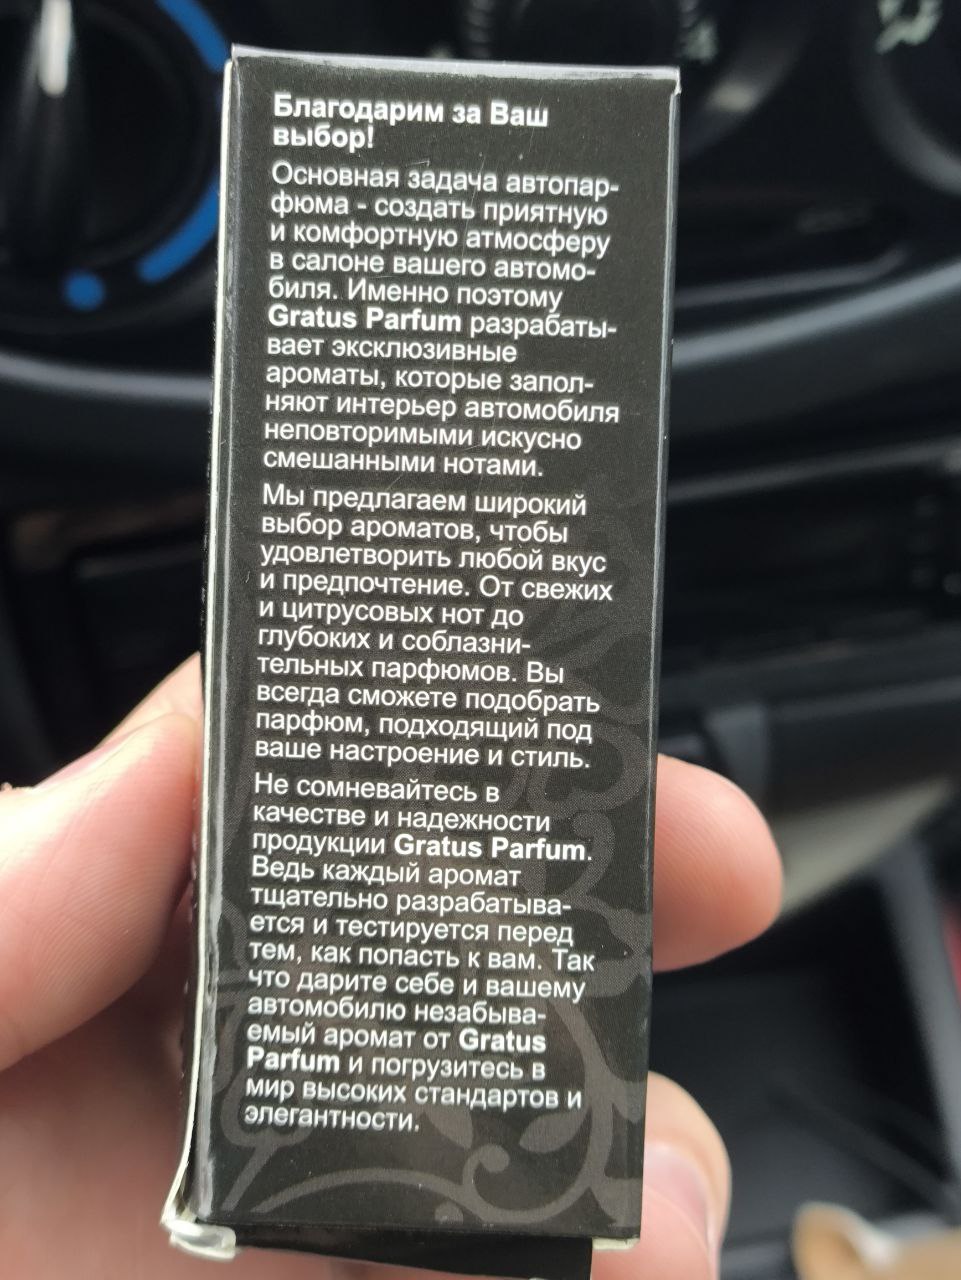 Благодарим за Ваш
выбор!
Основная задача автопар-
фюма - создать приятную
и комфортную атмосферу
в салоне вашего автомо-
биля. Именно поэтому
Gratus Parfum разрабаты-
вает эксклюзивные
ароматы, которые запол-
няют интерьер автомобиля
неповторимыми искусно
смешанными нотами.
Мы предлагаем широкий
выбор ароматов, чтобы
удовлетворить любой вкус
и предпочтение. От свежих
и цитрусовых нот до
глубоких и соблазни-
тельных парфюмов. Вы
всегда сможете подобрать
парфюм, подходящий под
ваше настроение и стиль.
Не сомневайтесь в
качестве и надежности
продукции Gratus Parfum.
Ведь каждый аромат
тщательно разрабатыва-
ется и тестируется перед
тем, как попасть к вам. Так
что дарите себе и вашему
автомобилю незабыва-
емый аромат от Gratus
Parfum и погрузитесь в
мир высоких стандартов и
элегантности.